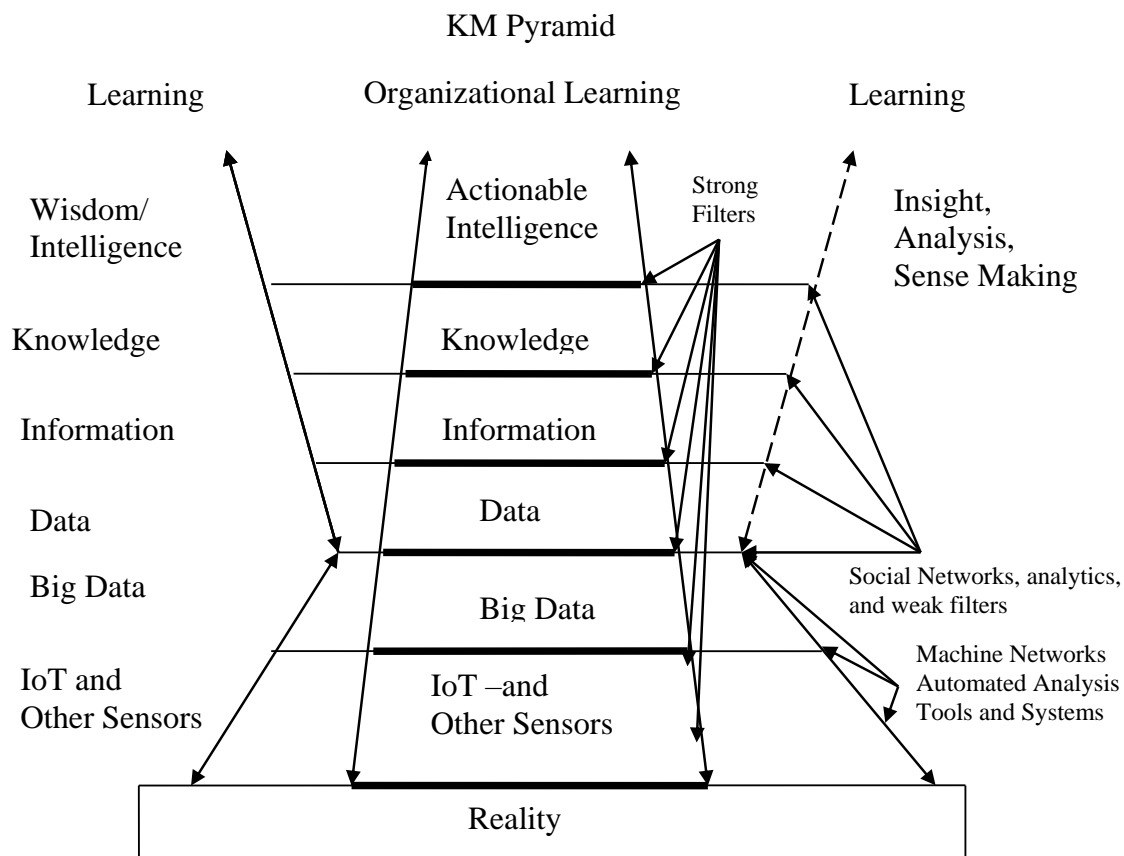 KM Pyramid
Learning
Organizational Learning
Learning
Wisdom/
Intelligence
Actionable
Intelligence
Strong
Filters
Insight,
Analysis,
Sense Making
Knowledge
Knowledge
Information
Information
Data
Data
Big Data
Big Data
Social Networks, analytics,
and weak filters
IoT and
Other Sensors
IoT –and
Other Sensors
Machine Networks
Automated Analysis
Tools and Systems
Reality